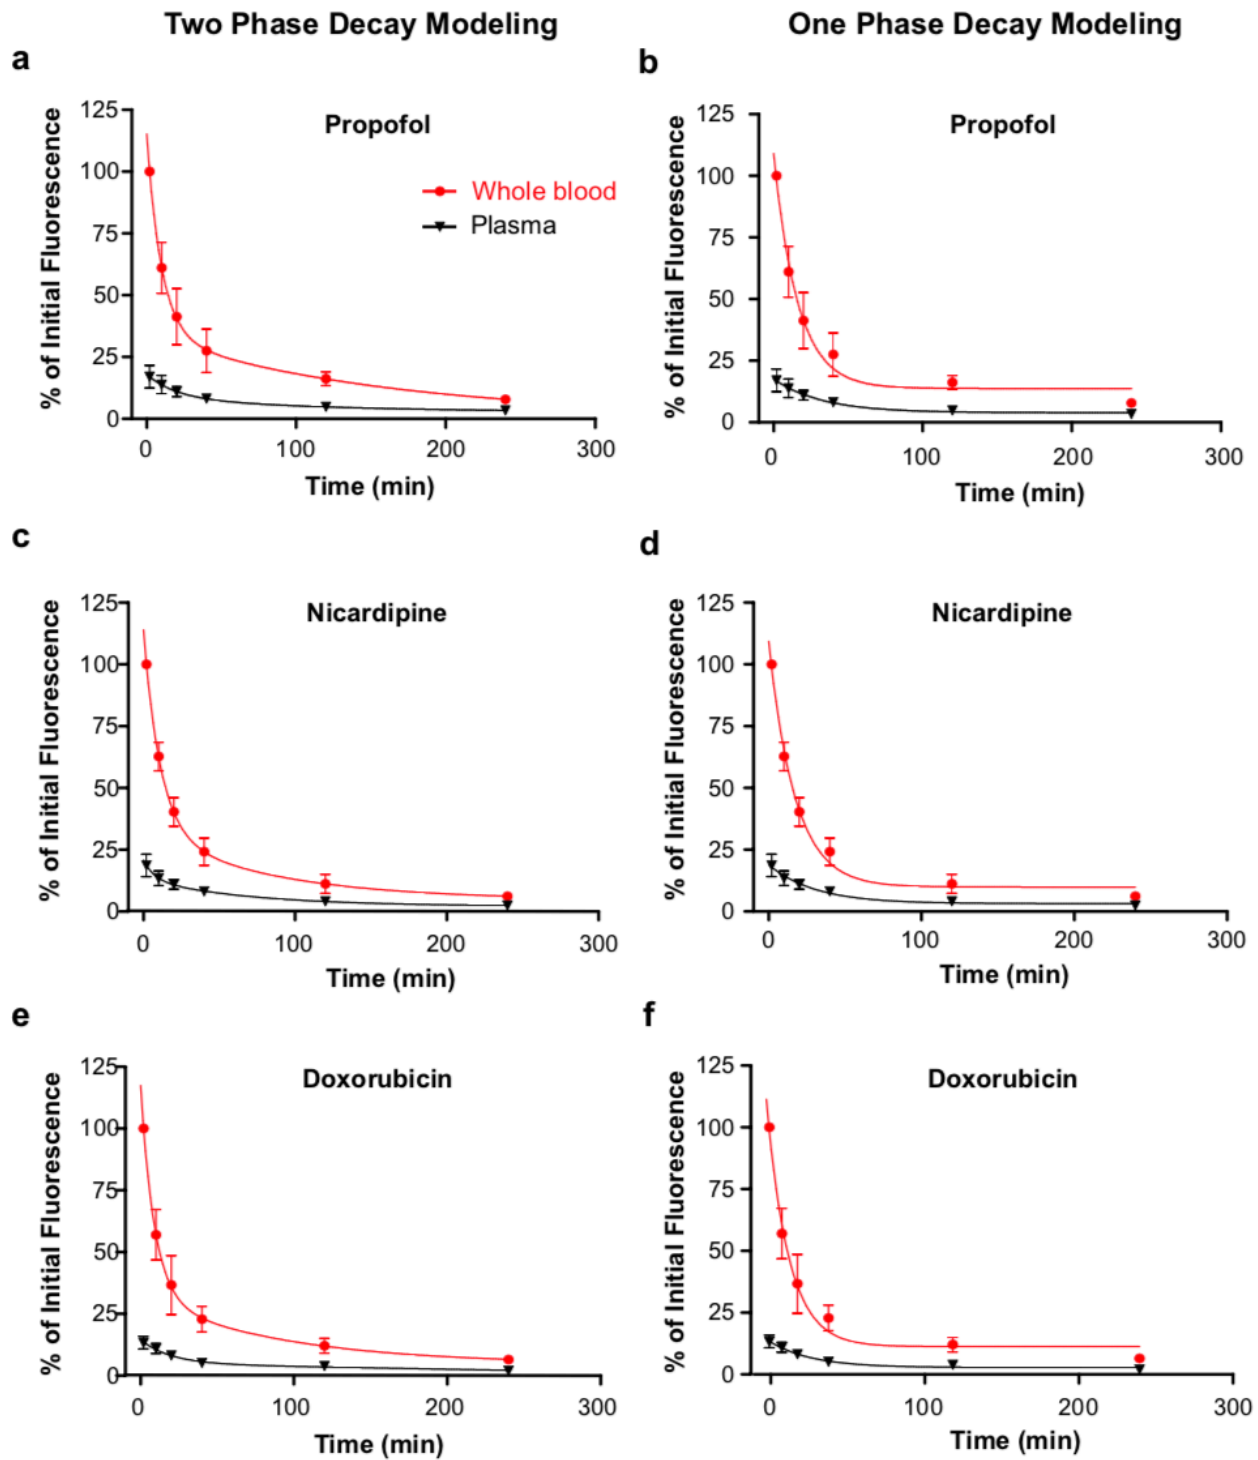 Two Phase Decay Modeling
One Phase Decay Modeling
a
% of Initial Fluorescence
125
100
75
50
25
0
Propofol
Whole blood
Plasma
0 100 200 300
Time (min)
b
% of Initial Fluorescence
125
100
75
50
25
0
Propofol
0 100 200 300
Time (min)
c
% of Initial Fluorescence
125
100
75
50
25
0
Nicardipine
0 100 200 300
Time (min)
d
% of Initial Fluorescence
125
100
75
50
25
0
Nicardipine
0 100 200 300
Time (min)
e
% of Initial Fluorescence
125
100
75
50
25
0
Doxorubicin
0 100 200 300
Time (min)
f
% of Initial Fluorescence
125
100
75
50
25
0
Doxorubicin
0 100 200 300
Time (min)